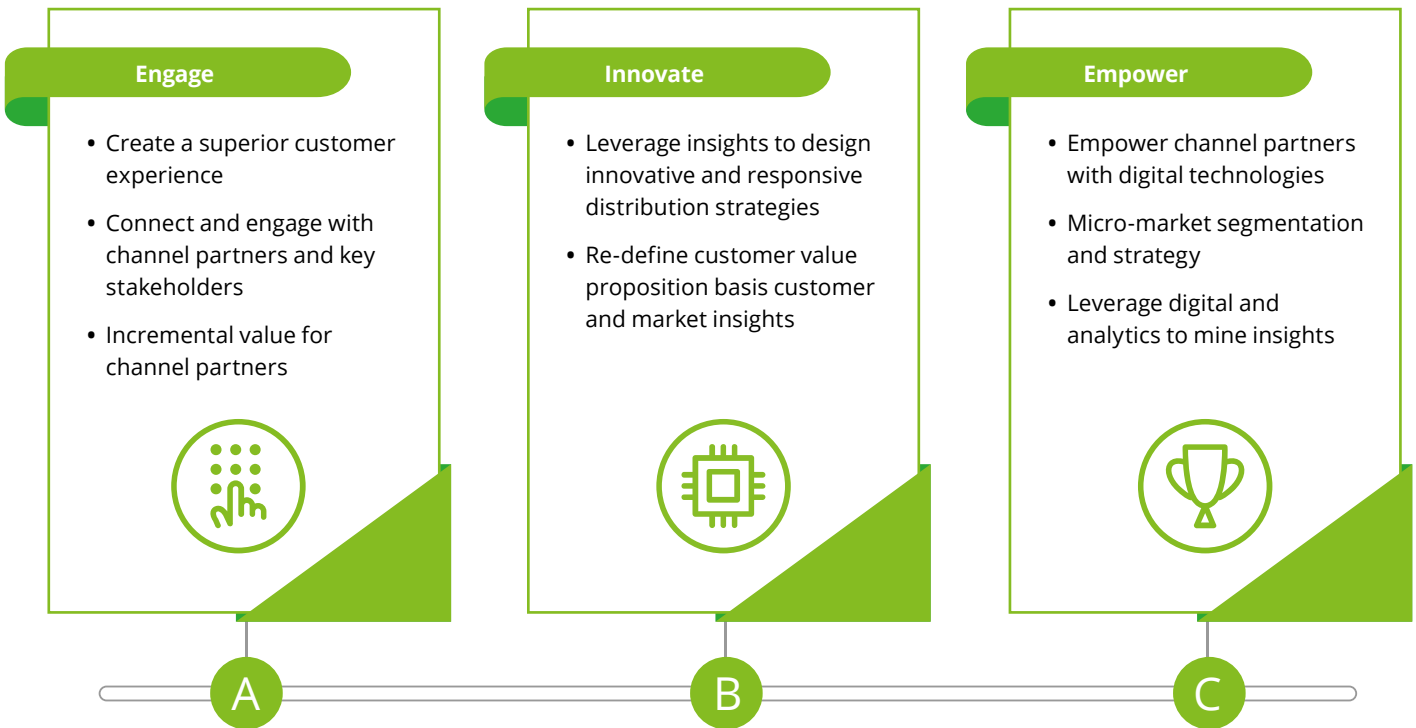 Engage
• Create a superior customer
experience
• Connect and engage with
channel partners and key
stakeholders
• Incremental value for
channel partners
A
Innovate
• Leverage insights to design
innovative and responsive
distribution strategies
• Re-define customer value
proposition basis customer
and market insights
B
Empower
• Empower channel partners
with digital technologies
• Micro-market segmentation
and strategy
• Leverage digital and
analytics to mine insights
C